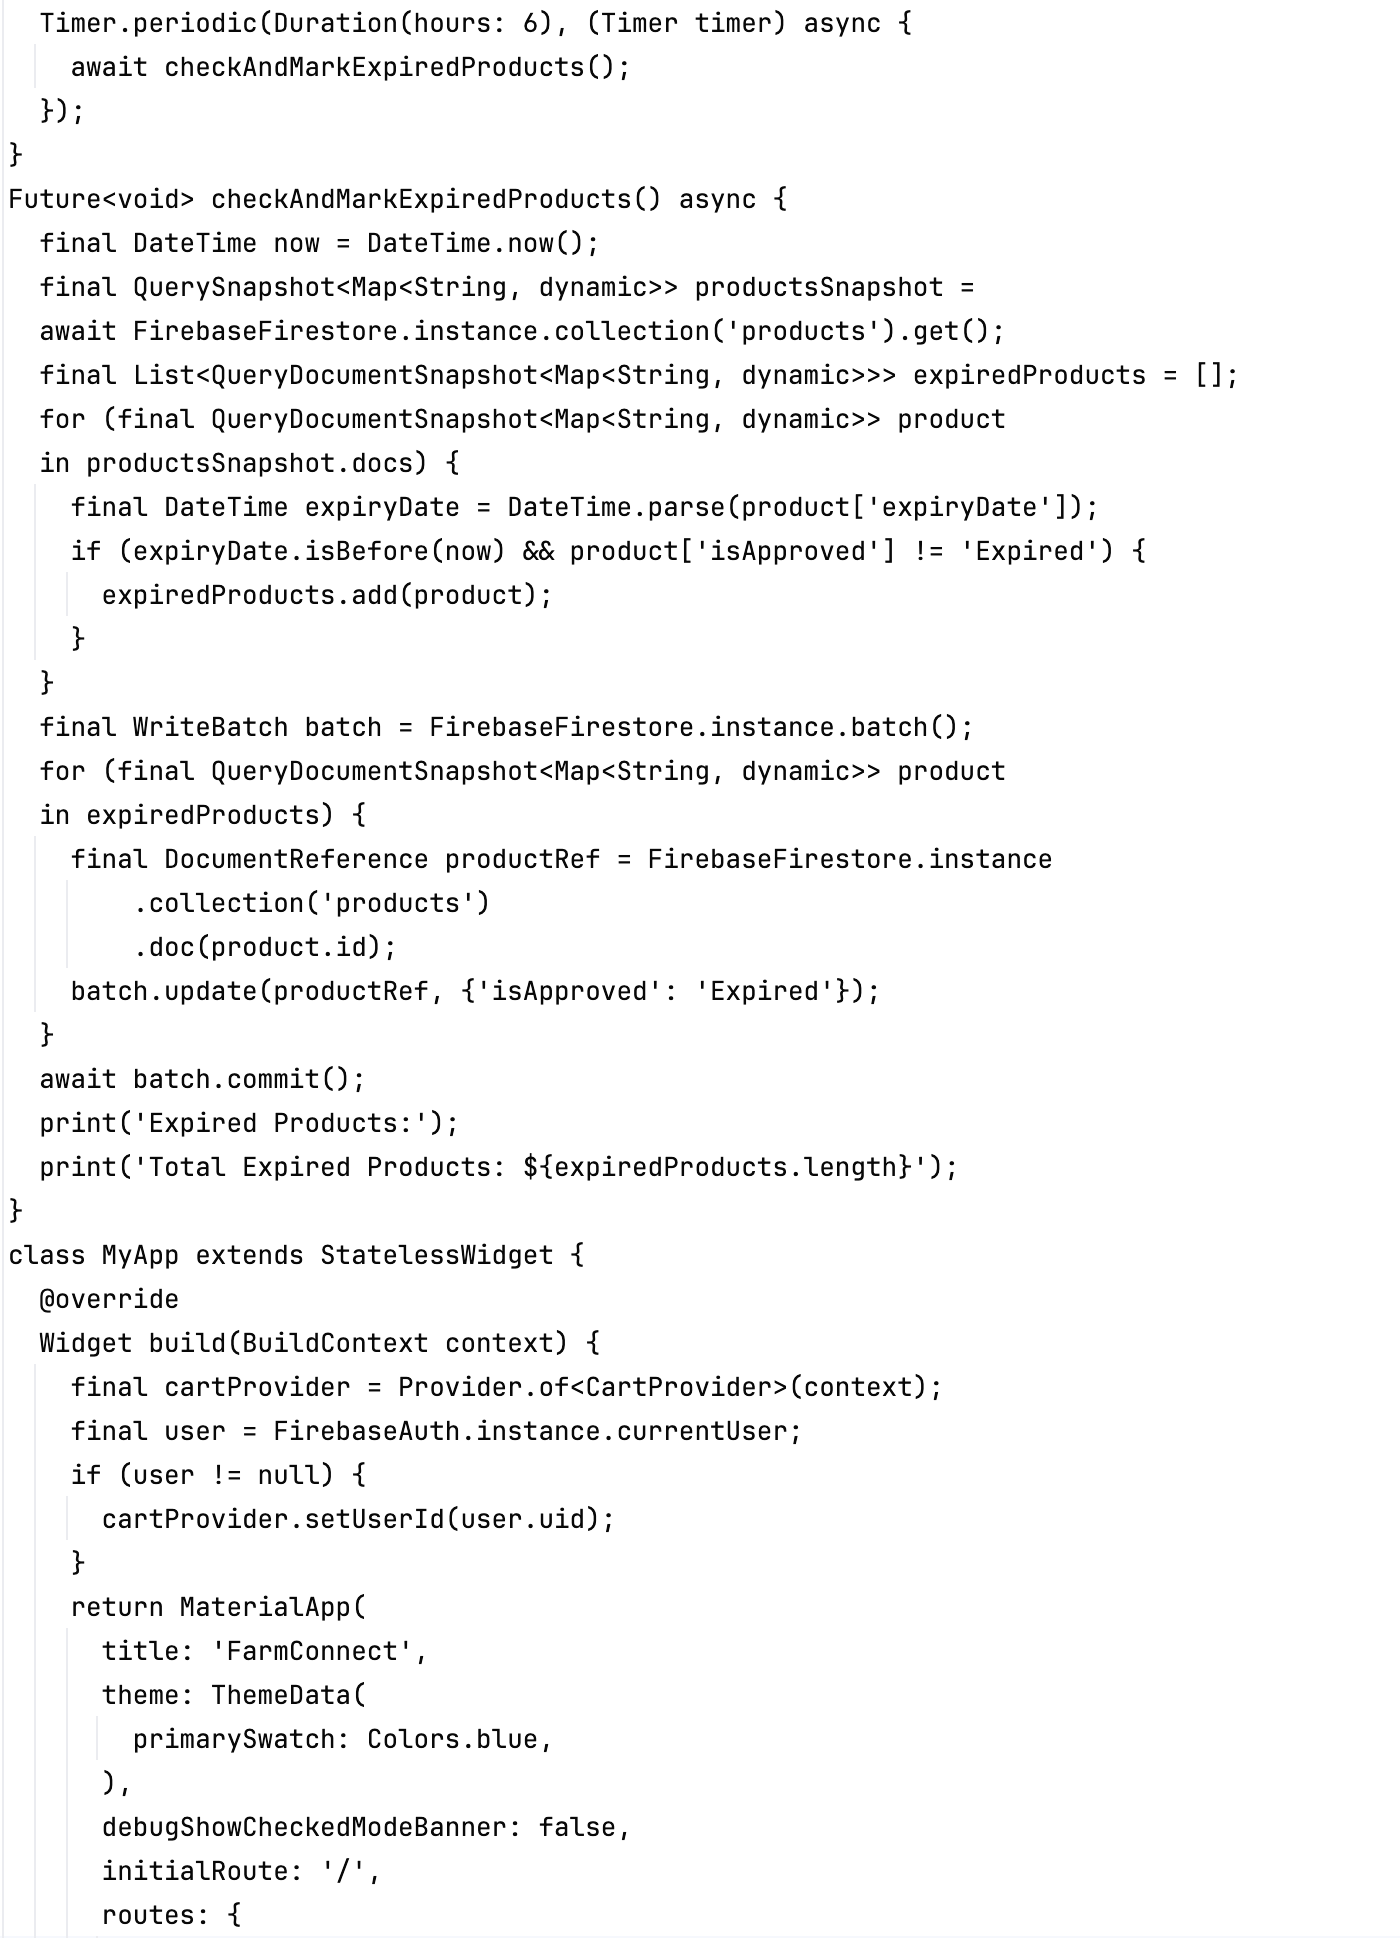 Timer.periodic(Duration(hours: 6), (Timer timer) async {
    await checkAndMarkExpiredProducts();
  });
}
Future<void> checkAndMarkExpiredProducts() async {
  final DateTime now = DateTime.now();
  final QuerySnapshot<Map<String, dynamic>> productsSnapshot =
  await FirebaseFirestore.instance.collection('products').get();
  final List<QueryDocumentSnapshot<Map<String, dynamic>>> expiredProducts = [];
  for (final QueryDocumentSnapshot<Map<String, dynamic>> product
  in productsSnapshot.docs) {
    final DateTime expiryDate = DateTime.parse(product['expiryDate']);
    if (expiryDate.isBefore(now) && product['isApproved'] != 'Expired') {
      expiredProducts.add(product);
    }
  }
  final WriteBatch batch = FirebaseFirestore.instance.batch();
  for (final QueryDocumentSnapshot<Map<String, dynamic>> product
  in expiredProducts) {
    final DocumentReference productRef = FirebaseFirestore.instance
        .collection('products')
        .doc(product.id);
    batch.update(productRef, {'isApproved': 'Expired'});
  }
  await batch.commit();
  print('Expired Products:');
  print('Total Expired Products: ${expiredProducts.length}');
}
class MyApp extends StatelessWidget {
  @override
  Widget build(BuildContext context) {
    final cartProvider = Provider.of<CartProvider>(context);
    final user = FirebaseAuth.instance.currentUser;
    if (user != null) {
      cartProvider.setUserId(user.uid);
    }
    return MaterialApp(
      title: 'FarmConnect',
      theme: ThemeData(
        primarySwatch: Colors.blue,
      ),
      debugShowCheckedModeBanner: false,
      initialRoute: '/',
      routes: {